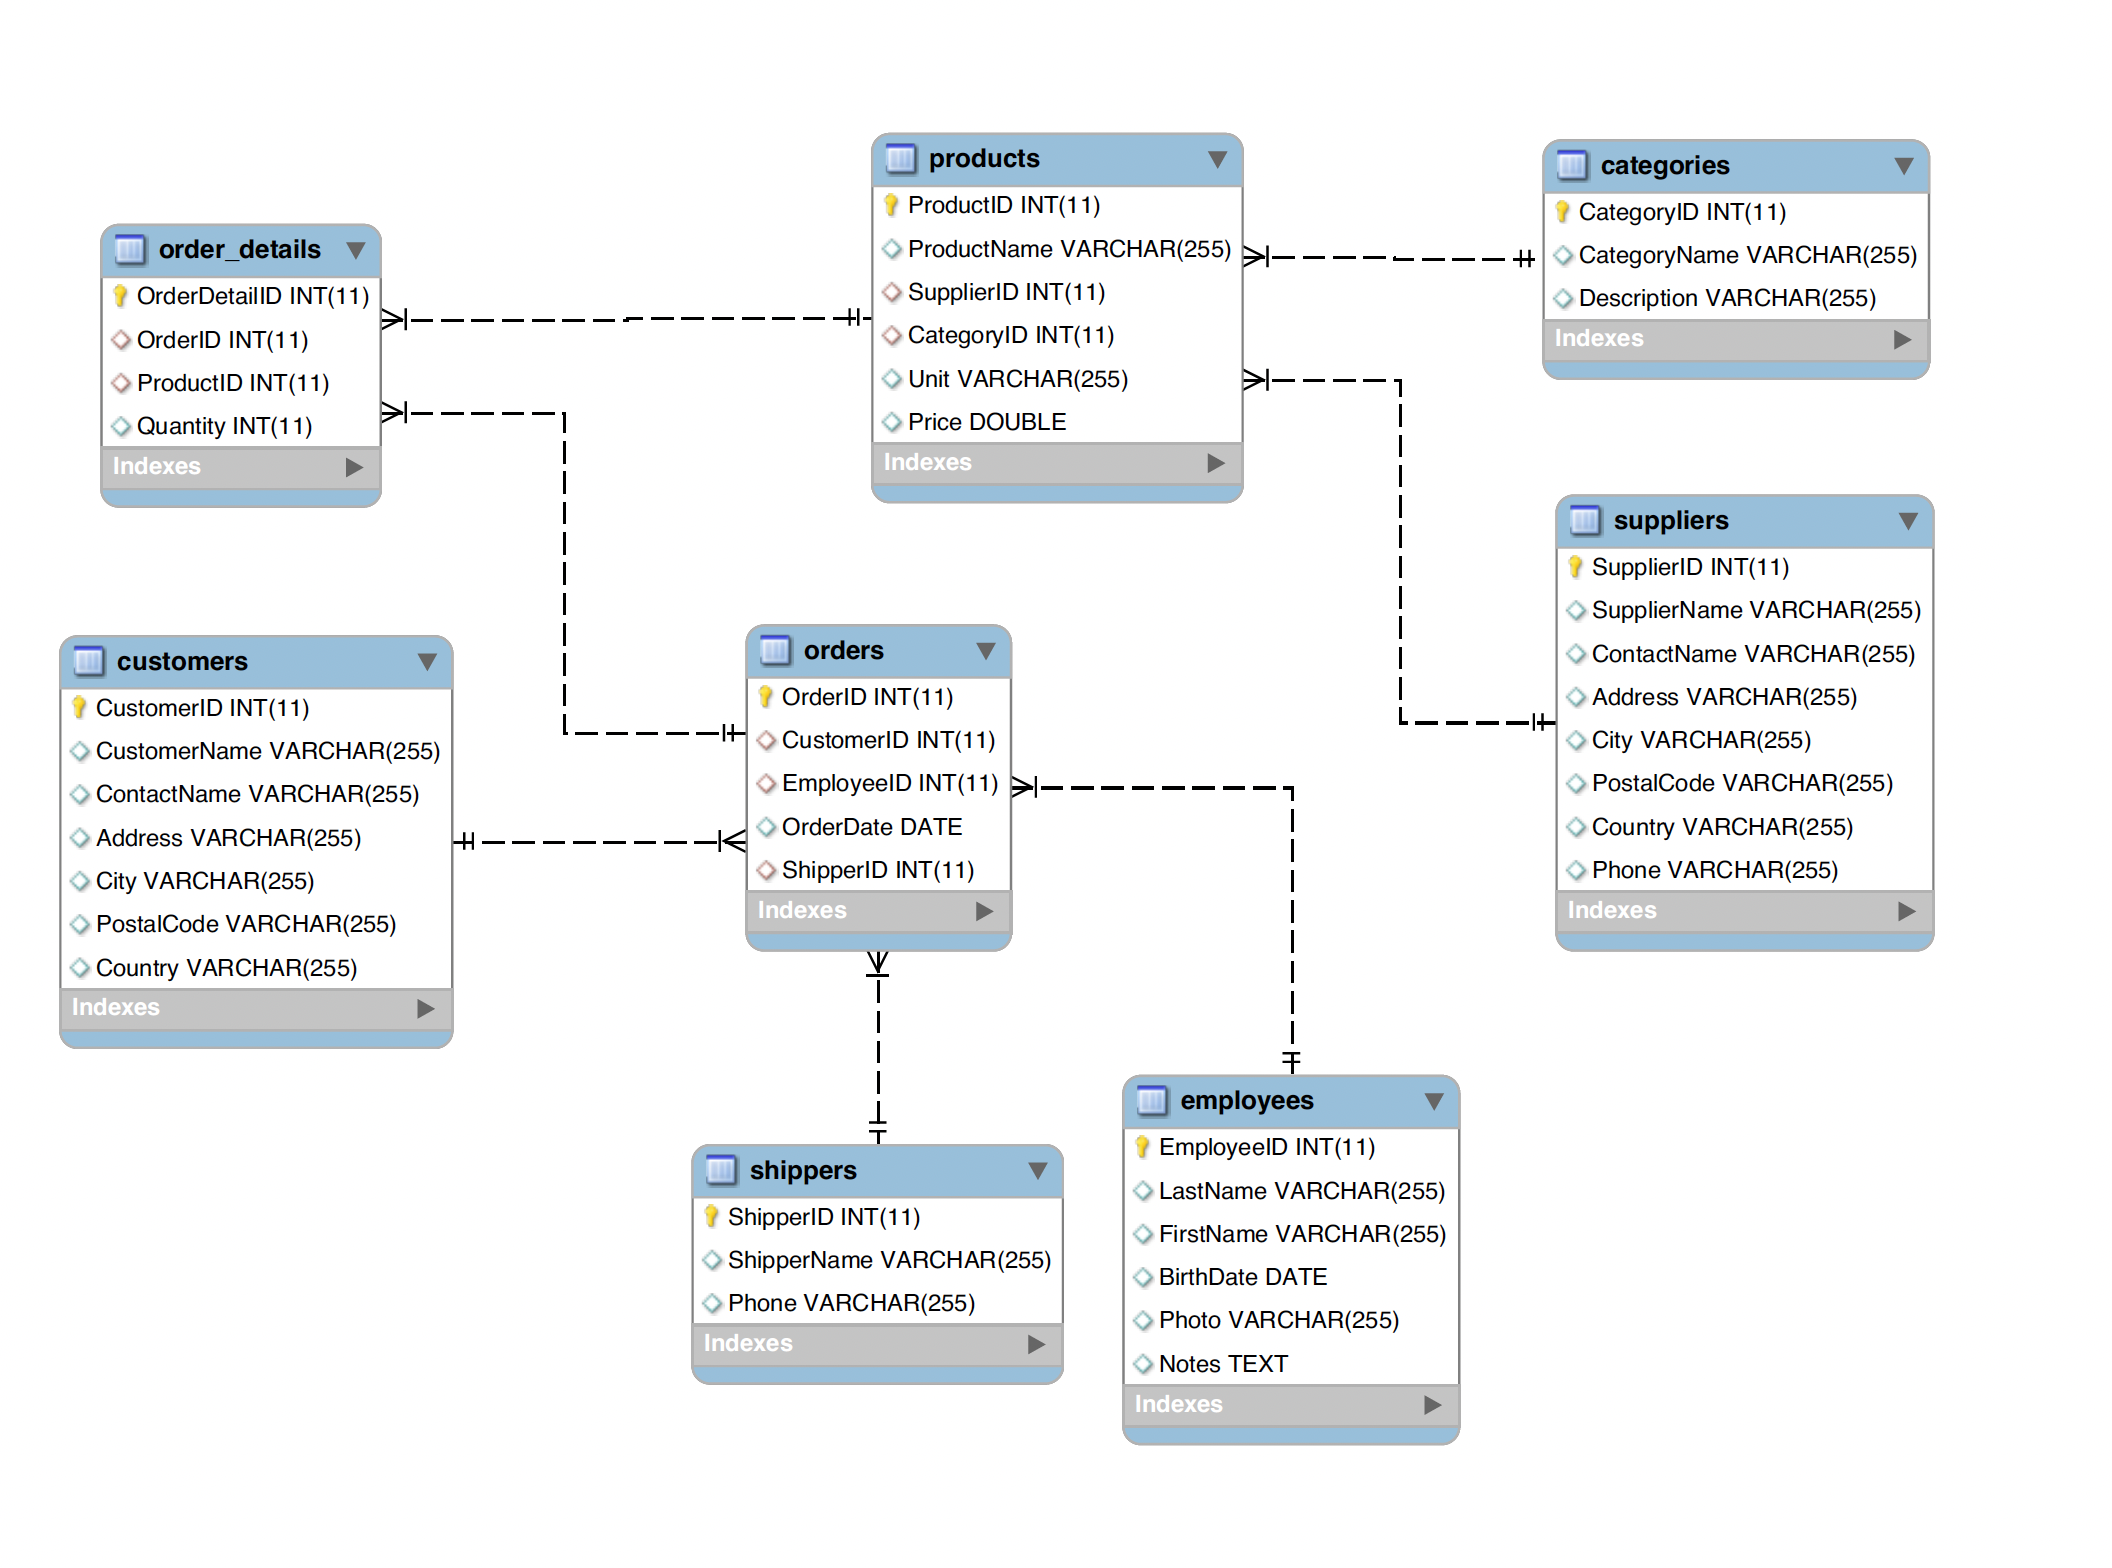 products
ProductID INT(11)
ProductName VARCHAR(255)
SupplierID INT(11)
CategoryID INT(11)
Unit VARCHAR(255)
Price DOUBLE
Indexes
categories
CategoryID INT(11)
CategoryName VARCHAR(255)
Description VARCHAR(255)
Indexes
order_details
OrderDetailID INT(11)
OrderID INT(11)
ProductID INT(11)
Quantity INT(11)
Indexes
suppliers
SupplierID INT(11)
SupplierName VARCHAR(255)
ContactName VARCHAR(255)
Address VARCHAR(255)
City VARCHAR(255)
PostalCode VARCHAR(255)
Country VARCHAR(255)
Phone VARCHAR(255)
Indexes
customers
CustomerID INT(11)
CustomerName VARCHAR(255)
ContactName VARCHAR(255)
Address VARCHAR(255)
City VARCHAR(255)
PostalCode VARCHAR(255)
Country VARCHAR(255)
Indexes
orders
OrderID INT(11)
CustomerID INT(11)
EmployeeID INT(11)
OrderDate DATE
ShipperID INT(11)
Indexes
shippers
ShipperID INT(11)
ShipperName VARCHAR(255)
Phone VARCHAR(255)
Indexes
employees
EmployeeID INT(11)
LastName VARCHAR(255)
FirstName VARCHAR(255)
BirthDate DATE
Photo VARCHAR(255)
Notes TEXT
Indexes